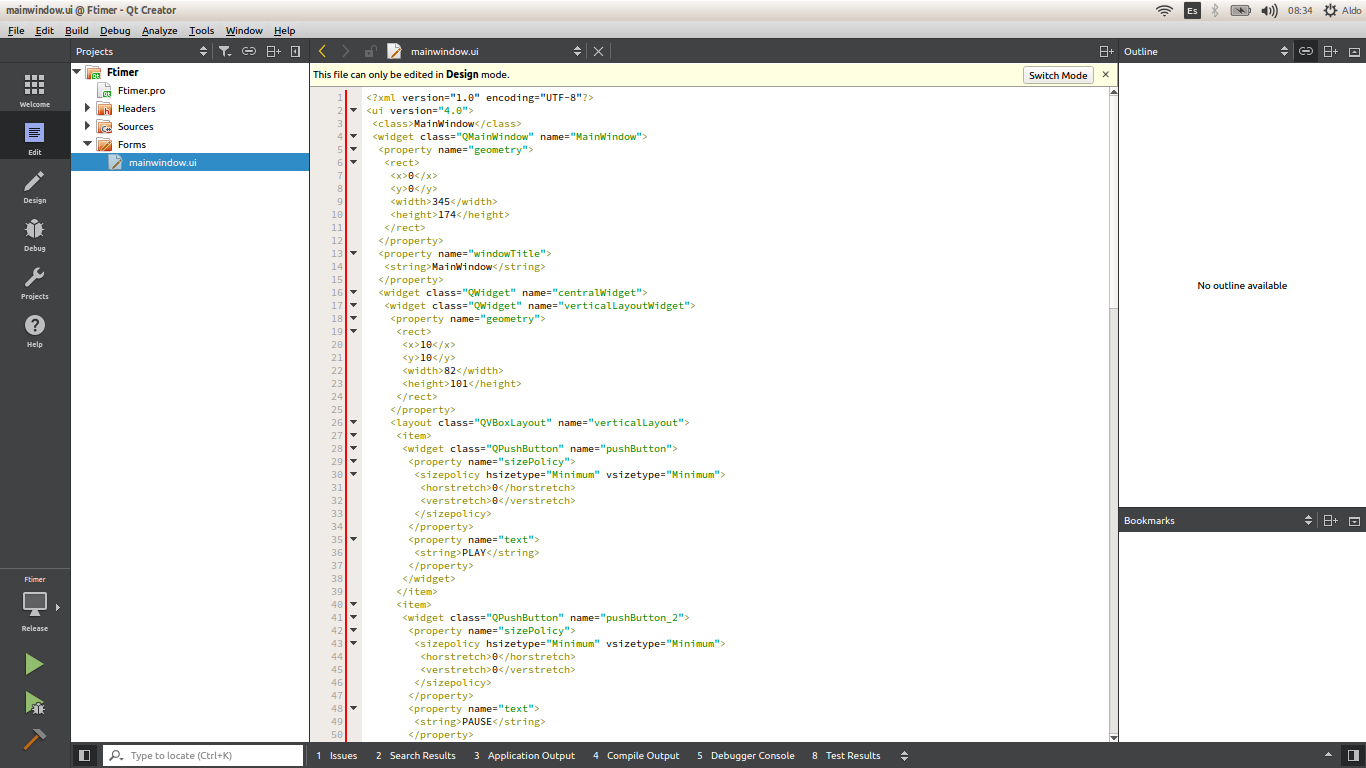 mainwindow.ui @ Ftimer - Qt Creator
Es
08:34
Aldo
File Edit Build Debug Analyze Tools Window Help
Projects
mainwindow.ui
Outline
Welcome
Edit
Design
Debug
Projects
Help
Ftimer
Release
Ftimer
Ftimer.pro
Headers
Sources
Forms
mainwindow.ui
This file can only be edited in Design mode.
Switch Mode
1 <?xml version="1.0" encoding="UTF-8"?>
2 <ui version="4.0">
3 <class>MainWindow</class>
4 <widget class="QMainWindow" name="MainWindow">
5 <property name="geometry">
6 <rect>
7 <x>0</x>
8 <y>0</y>
9 <width>345</width>
10 <height>174</height>
11 </rect>
12 </property>
13 <property name="windowTitle">
14 <string>MainWindow</string>
15 </property>
16 <widget class="QWidget" name="centralWidget">
17 <widget class="QWidget" name="verticalLayoutWidget">
18 <property name="geometry">
19 <rect>
20 <x>10</x>
21 <y>10</y>
22 <width>82</width>
23 <height>101</height>
24 </rect>
25 </property>
26 <layout class="QVBoxLayout" name="verticalLayout">
27 <item>
28 <widget class="QPushButton" name="pushButton">
29 <property name="sizePolicy">
30 <sizepolicy hsizetype="Minimum" vsizetype="Minimum">
31 <horstretch>0</horstretch>
32 <verstretch>0</verstretch>
33 </sizepolicy>
34 </property>
35 <property name="text">
36 <string>PLAY</string>
37 </property>
38 </widget>
39 </item>
40 <item>
41 <widget class="QPushButton" name="pushButton_2">
42 <property name="sizePolicy">
43 <sizepolicy hsizetype="Minimum" vsizetype="Minimum">
44 <horstretch>0</horstretch>
45 <verstretch>0</verstretch>
46 </sizepolicy>
47 </property>
48 <property name="text">
49 <string>PAUSE</string>
50 </property>
No outline available
Bookmarks
Type to locate (Ctrl+K)
1 Issues
2 Search Results
3 Application Output
4 Compile Output
5 Debugger Console
8 Test Results